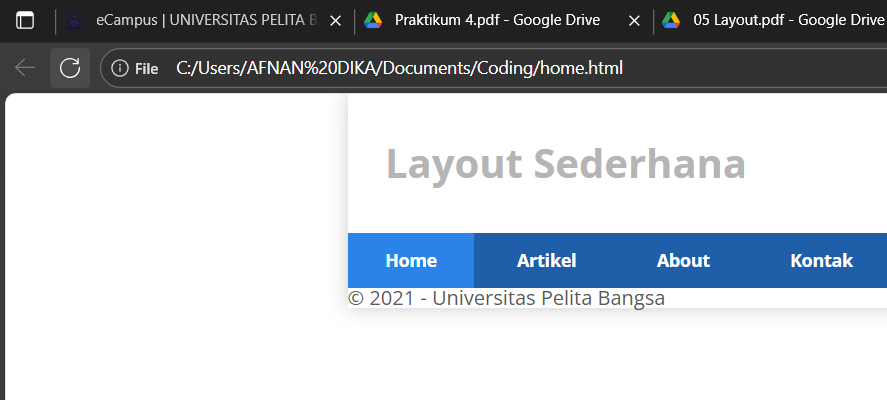 eCampus | UNIVERSITAS PELITA B
Praktikum 4.pdf - Google Drive
05 Layout.pdf - Google Drive
File C:/Users/AFNAN%20DIKA/Documents/Coding/home.html
Layout Sederhana
Home Artikel About Kontak
© 2021 - Universitas Pelita Bangsa